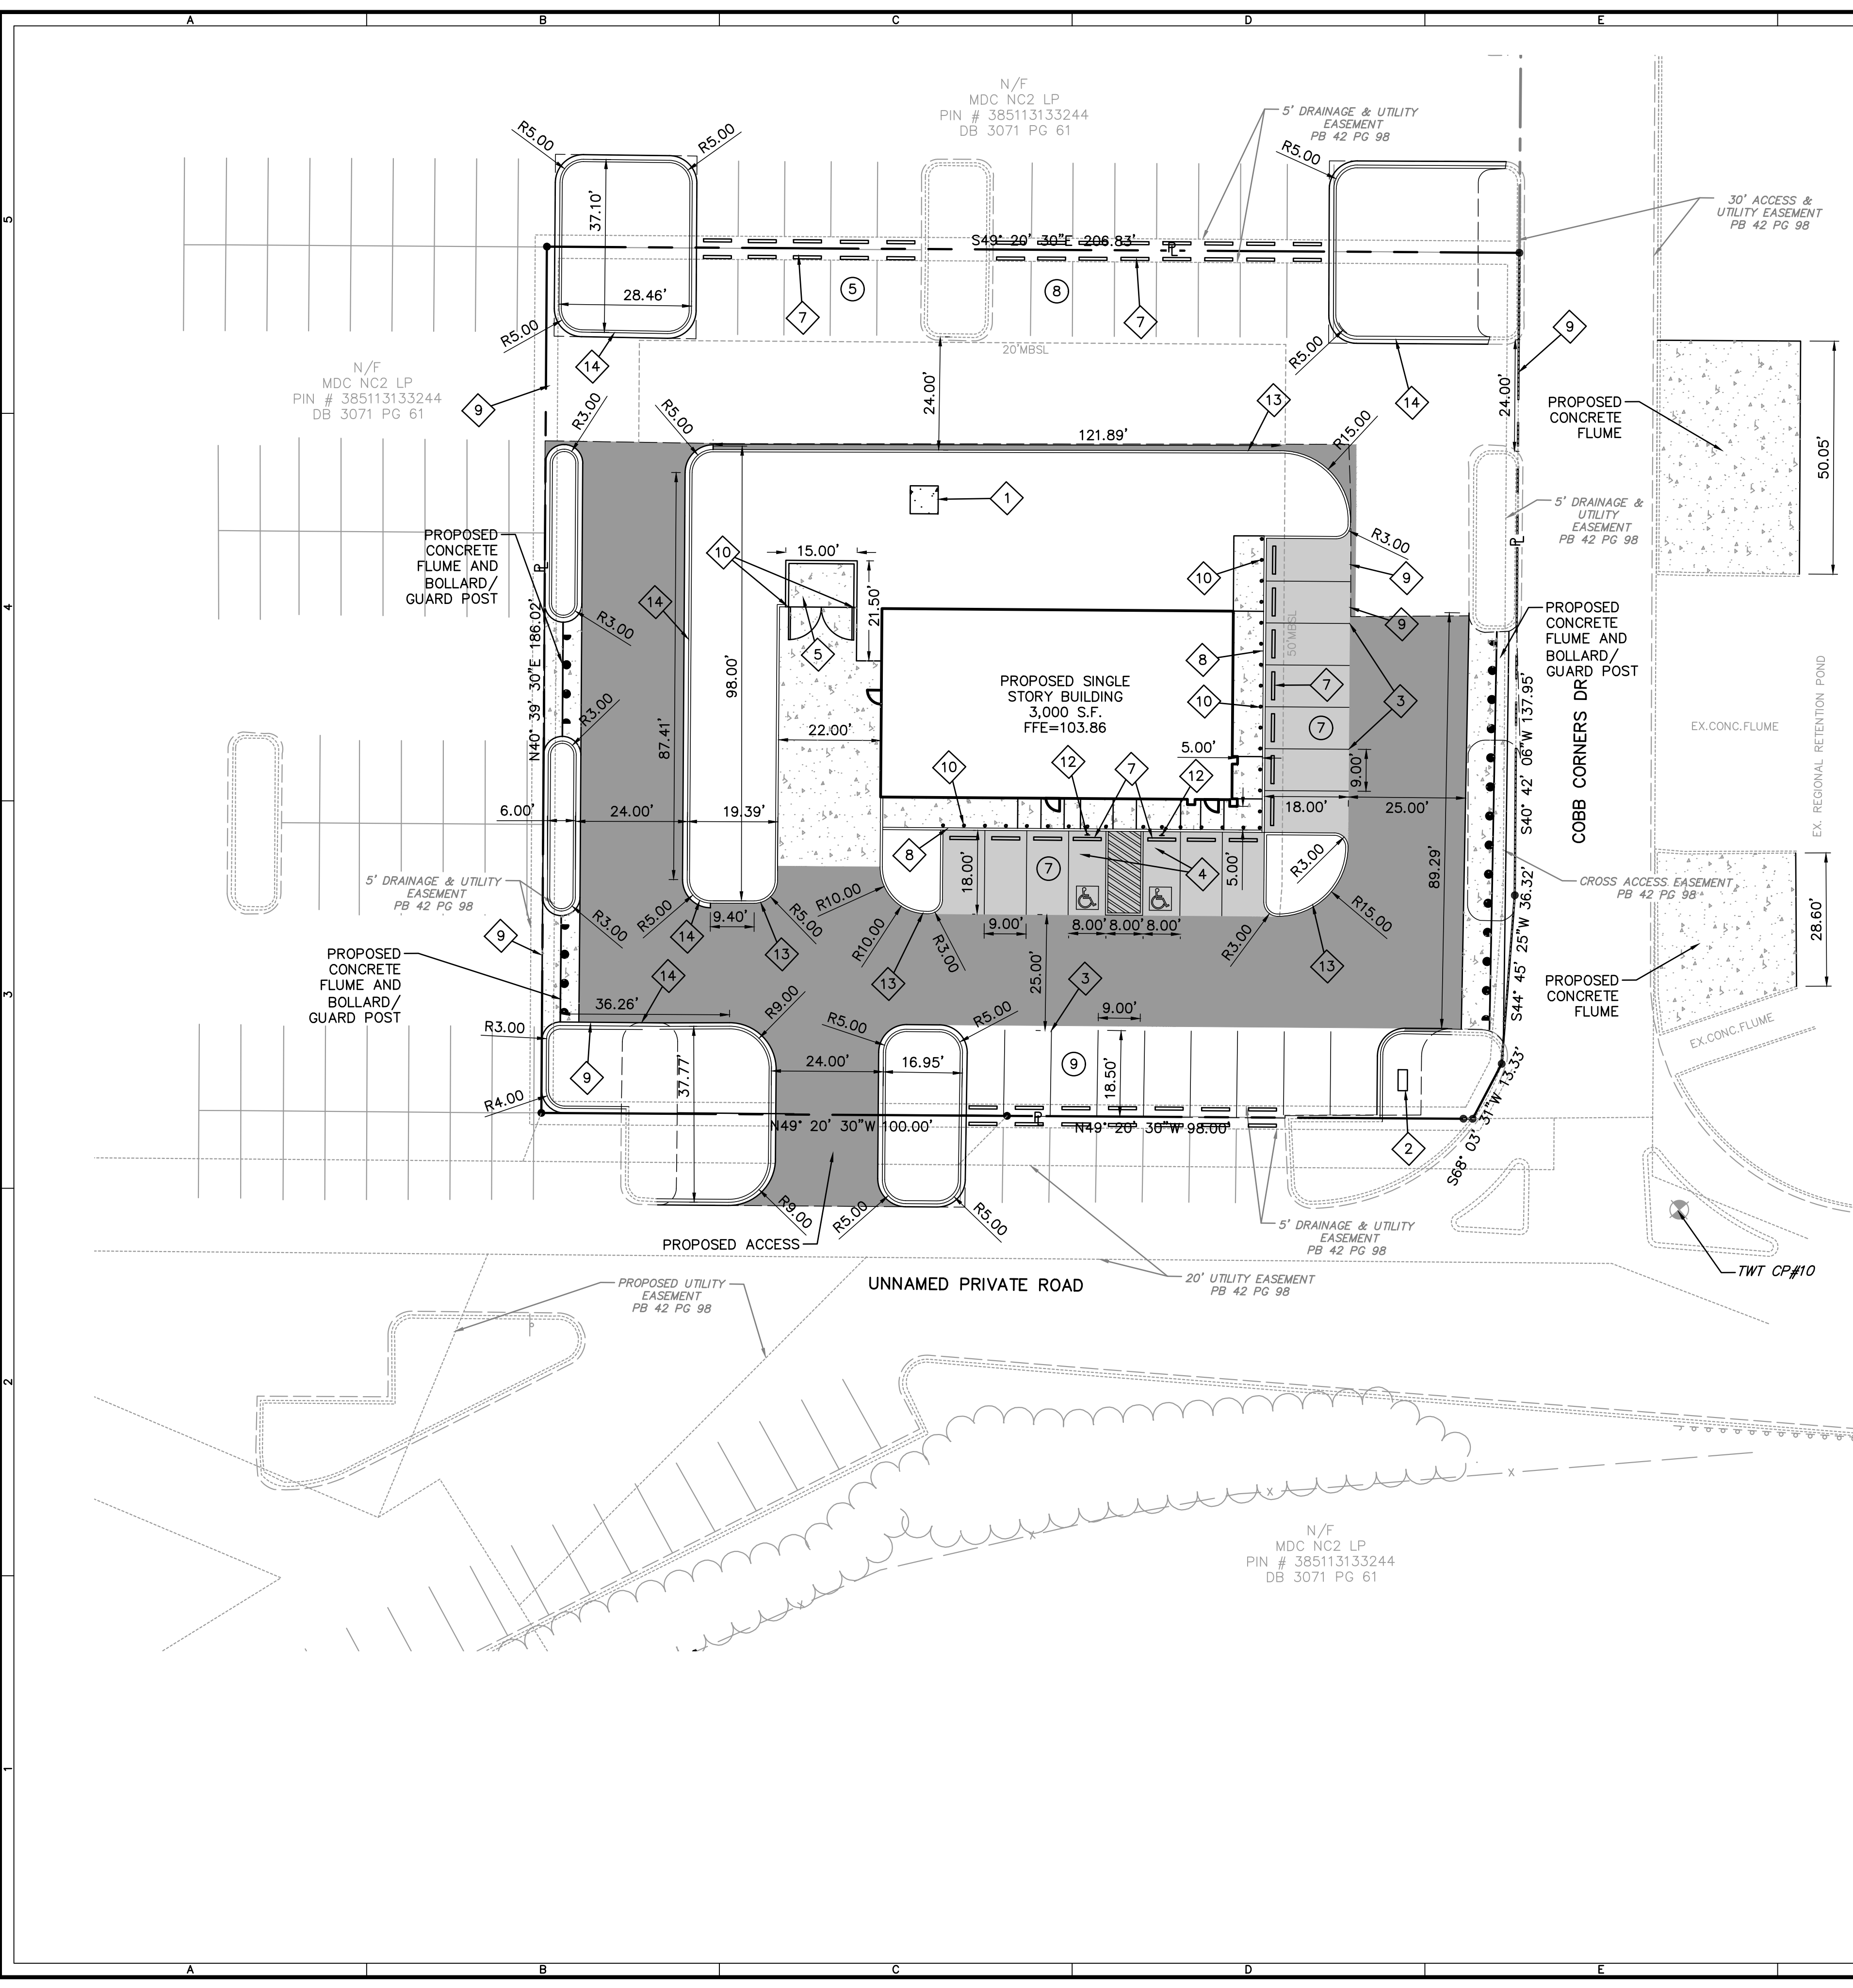 A
B
C
D
E
5
4
3
2
1
N/F
MDC NC2 LP
PIN # 385113133244
DB 3071 PG 61
5' DRAINAGE & UTILITY
EASEMENT
PB 42 PG 98
R5.00
R5.00
R5.00
37.10'
28.46'
R5.00
14
S49° 20' 30"E 206.83'
PL
5
8
7
7
20'MBSL
R5.00
14
30' ACCESS &
UTILITY EASEMENT
PB 42 PG 98
9
N/F
MDC NC2 LP
PIN # 385113133244
DB 3071 PG 61
9
R3.00
R5.00
24.00'
121.89'
13
R15.00
24.00'
PROPOSED
CONCRETE
FLUME
50.05'
1
5' DRAINAGE &
UTILITY
EASEMENT
PB 42 PG 98
PL
PROPOSED
CONCRETE
FLUME AND
BOLLARD/
GUARD POST
PL
10
15.00'
21.50'
10
R3.00
9
9
14
5
R3.00
N40° 39' 30"E 186.02'
98.00'
87.41'
8
50'MBSL
PROPOSED SINGLE
STORY BUILDING
3,000 S.F.
FFE=103.86
10
7
7
3
PROPOSED
CONCRETE
FLUME AND
BOLLARD/
GUARD POST
COBB CORNERS DR
S40° 42' 06"W 137.95'
EX.CONC.FLUME
EX. REGIONAL RETENTION POND
R3.00
22.00'
10
12
7
12
5.00'
9.00'
6.00'
24.00'
19.39'
18.00'
25.00'
8
18.00'
7
4
5.00'
R3.00
89.29'
5' DRAINAGE & UTILITY
EASEMENT
PB 42 PG 98
CROSS ACCESS EASEMENT
PB 42 PG 98
28.60'
R3.00
R5.00
9.40'
R5.00
R10.00
R10.00
R3.00
9.00'
8.00'
8.00'
8.00'
R3.00
R15.00
14
13
13
13
9
S44° 45' 25"W 36.32'
PROPOSED
CONCRETE
FLUME AND
BOLLARD/
GUARD POST
14
25.00'
3
PROPOSED
CONCRETE
FLUME
36.26'
R9.00
R5.00
R5.00
9.00'
EX.CONC.FLUME
R3.00
9
37.77'
24.00'
16.95'
9
18.50'
2
S68° 03' 31"W 13.33'
R4.00
N49° 20' 30"W 100.00'
PL
N49° 20' 30"W 98.00'
R9.00
R5.00
R5.00
PROPOSED ACCESS
5' DRAINAGE & UTILITY
EASEMENT
PB 42 PG 98
TWT CP#10
PROPOSED UTILITY
EASEMENT
PB 42 PG 98
UNNAMED PRIVATE ROAD
20' UTILITY EASEMENT
PB 42 PG 98
X
X
X
X
N/F
MDC NC2 LP
PIN # 385113133244
DB 3071 PG 61
A
B
C
D
E